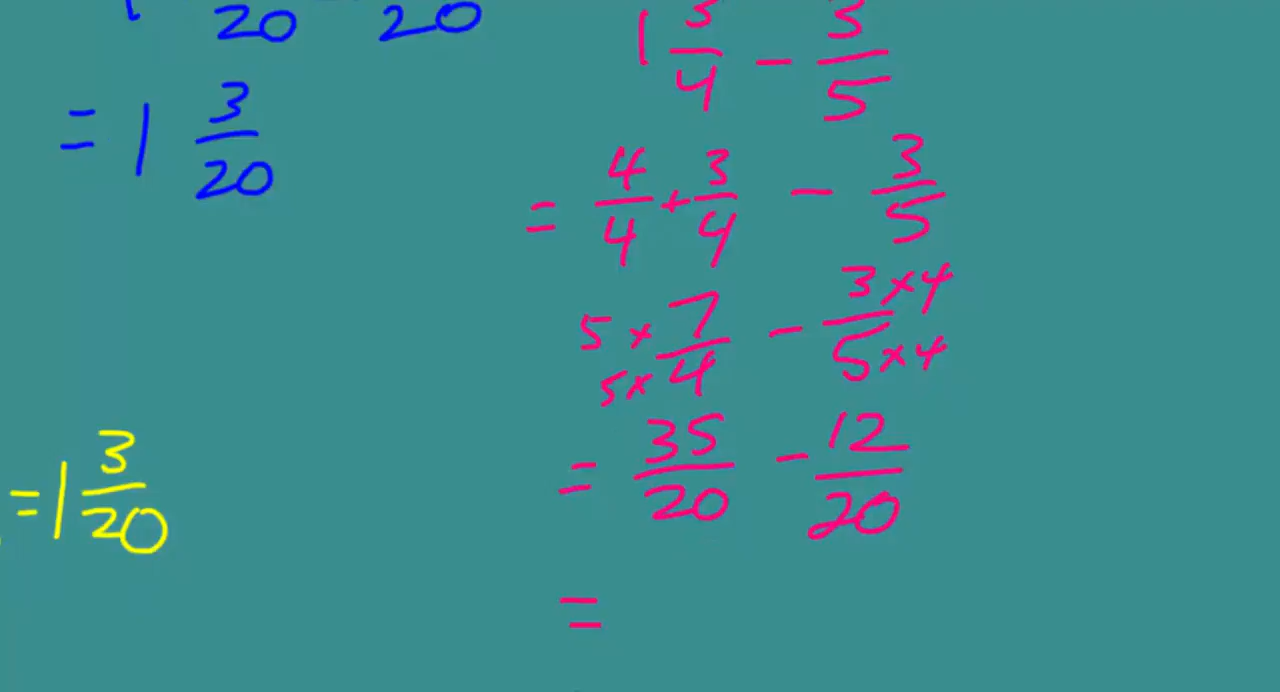 20 20
= 1 3/20
= 1 3/20
1 3/4 - 3/5
= 4/4 + 3/4 - 3/5
5 × 7/4 - 3 × 4
5 × 5 × 4
= 35/20 - 12/20
=